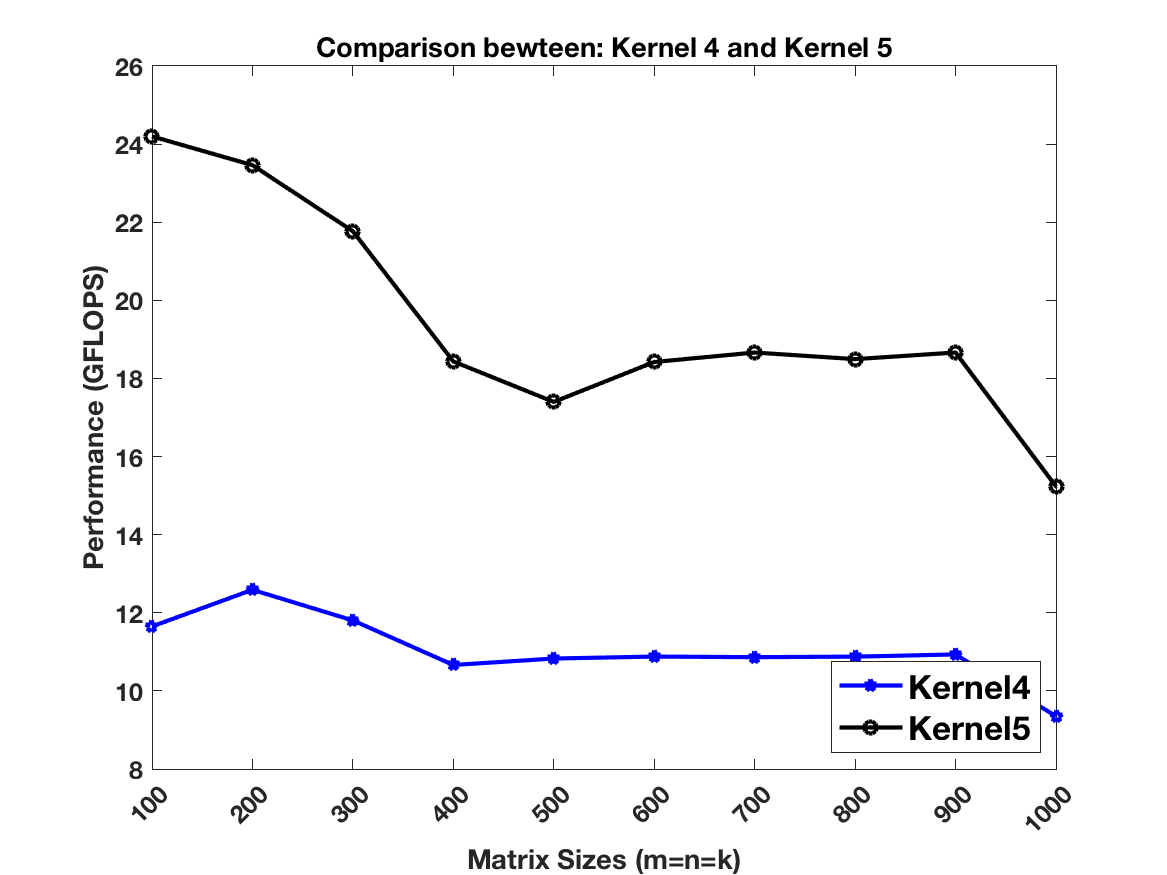 Comparison bewteen: Kernel 4 and Kernel 5
Performance (GFLOPS)
26
24
22
20
18
16
14
12
10
8
Kernel4
Kernel5
100 200 300 400 500 600 700 800 900 1000
Matrix Sizes (m=n=k)